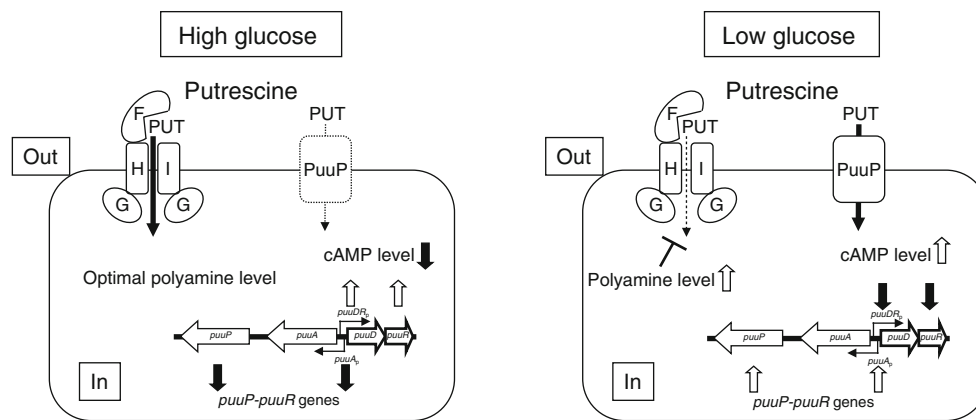 High glucose
Putrescine
F
PUT
PUT
Out
H
I
PuuP
G
G
cAMP level
Optimal polyamine level
puuDRp
puuP
puuA
puuD
puuR
puuAp
In
puuP-puuR genes
Low glucose
Putrescine
F
PUT
PUT
Out
H
I
PuuP
G
G
cAMP level
Polyamine level
puuDRp
puuP
puuA
puuD
puuR
puuAp
In
puuP-puuR genes